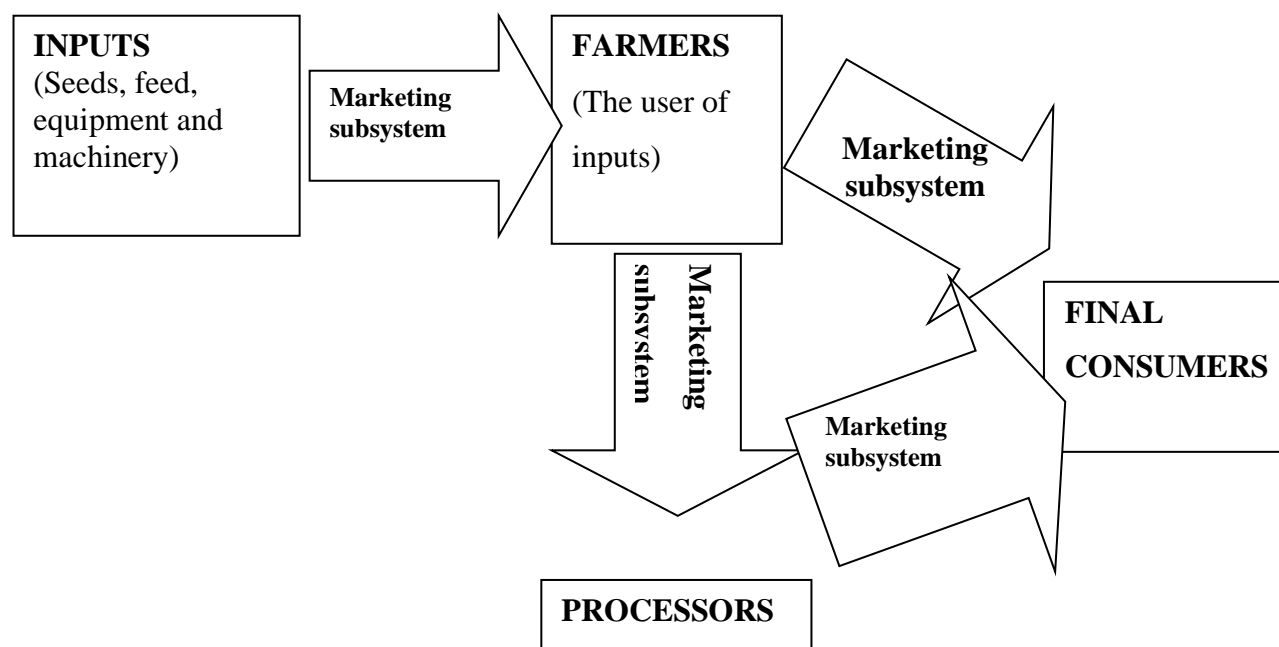 INPUTS
(Seeds, feed,
equipment and
machinery)
Marketing
subsystem
FARMERS
(The user of
inputs)
Marketing
subsystem
Marketing
subsystem
FINAL
CONSUMERS
Marketing
subsystem
PROCESSORS